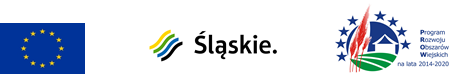 Śląskie.
Program
Rozwoju
Obszarów
Wiejskich
na lata 2014-2020